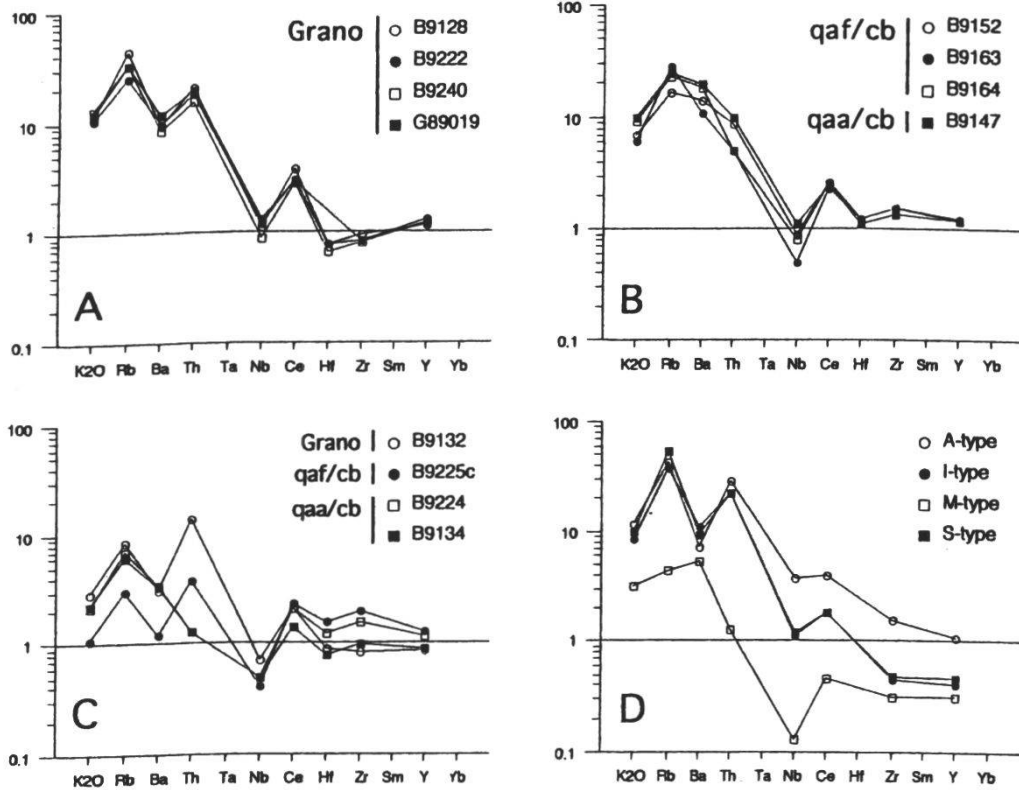 100
10
1
0.1
Grano
B9128
B9222
B9240
G89019
A
K2O Rb Ba Th Ta Nb Ce Hf Zr Sm Y Yb
100
10
1
0.1
qaf/cb
B9152
B9163
B9164
qaa/cb
B9147
B
K2O Rb Ba Th Ta Nb Ce Hf Zr Sm Y Yb
100
10
1
0.1
Grano
B9132
qaf/cb
B9225c
qaa/cb
B9224
B9134
C
K2O Rb Ba Th Ta Nb Ce Hf Zr Sm Y Yb
100
10
1
0.1
A-type
I-type
M-type
S-type
D
K2O Rb Ba Th Ta Nb Ce Hf Zr Sm Y Yb